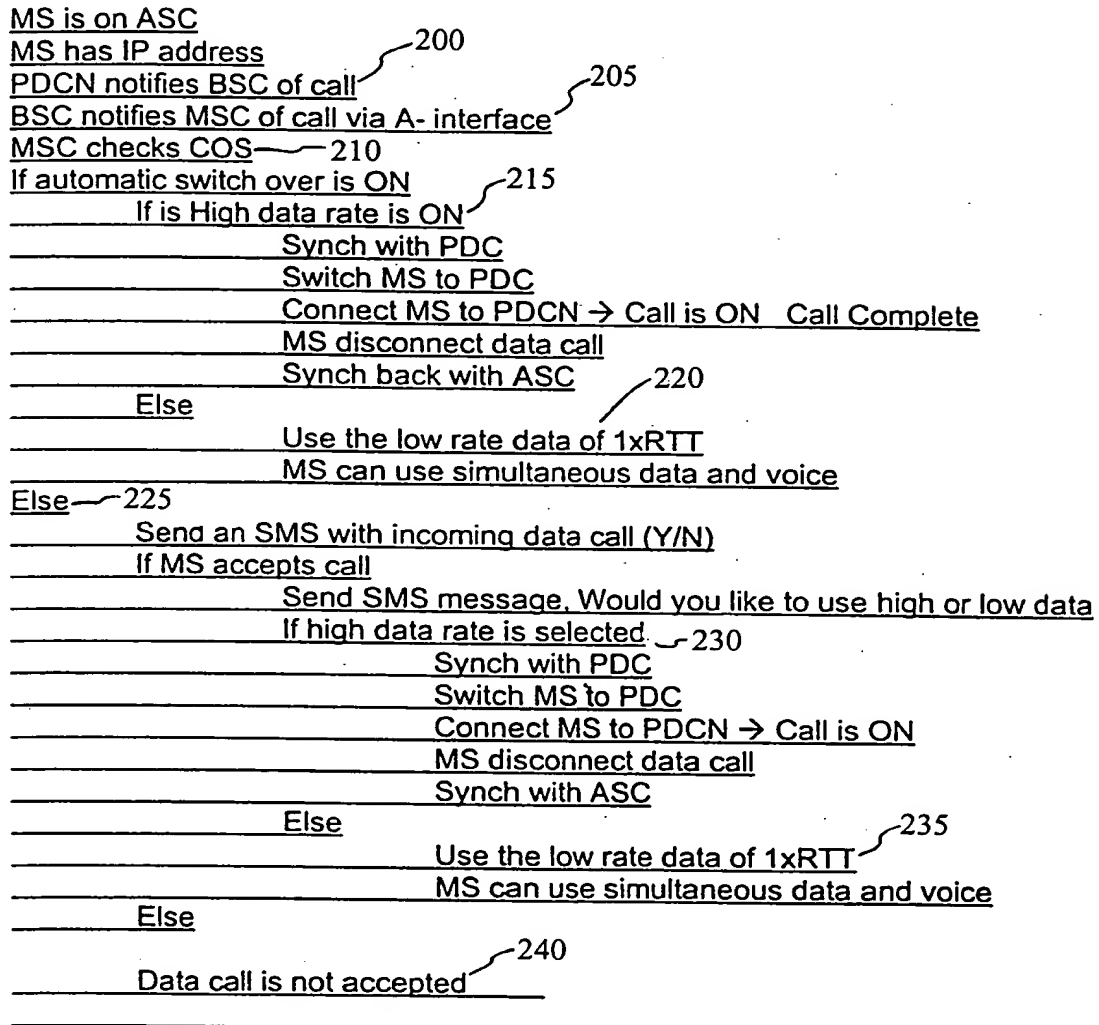 MS is on ASC
MS has IP address
PDCN notifies BSC of call 200
BSC notifies MSC of call via A- interface 205
MSC checks COS 210
If automatic switch over is ON
If is High data rate is ON 215
Synch with PDC
Switch MS to PDC
Connect MS to PDCN → Call is ON Call Complete
MS disconnect data call
Synch back with ASC
Else 220
Use the low rate data of 1xRTT
MS can use simultaneous data and voice
Else 225
Send an SMS with incoming data call (Y/N)
If MS accepts call
Send SMS message, Would you like to use high or low data
If high data rate is selected 230
Synch with PDC
Switch MS to PDC
Connect MS to PDCN → Call is ON
MS disconnect data call
Synch with ASC
Else
Use the low rate data of 1xRTT 235
MS can use simultaneous data and voice
Else
Data call is not accepted 240